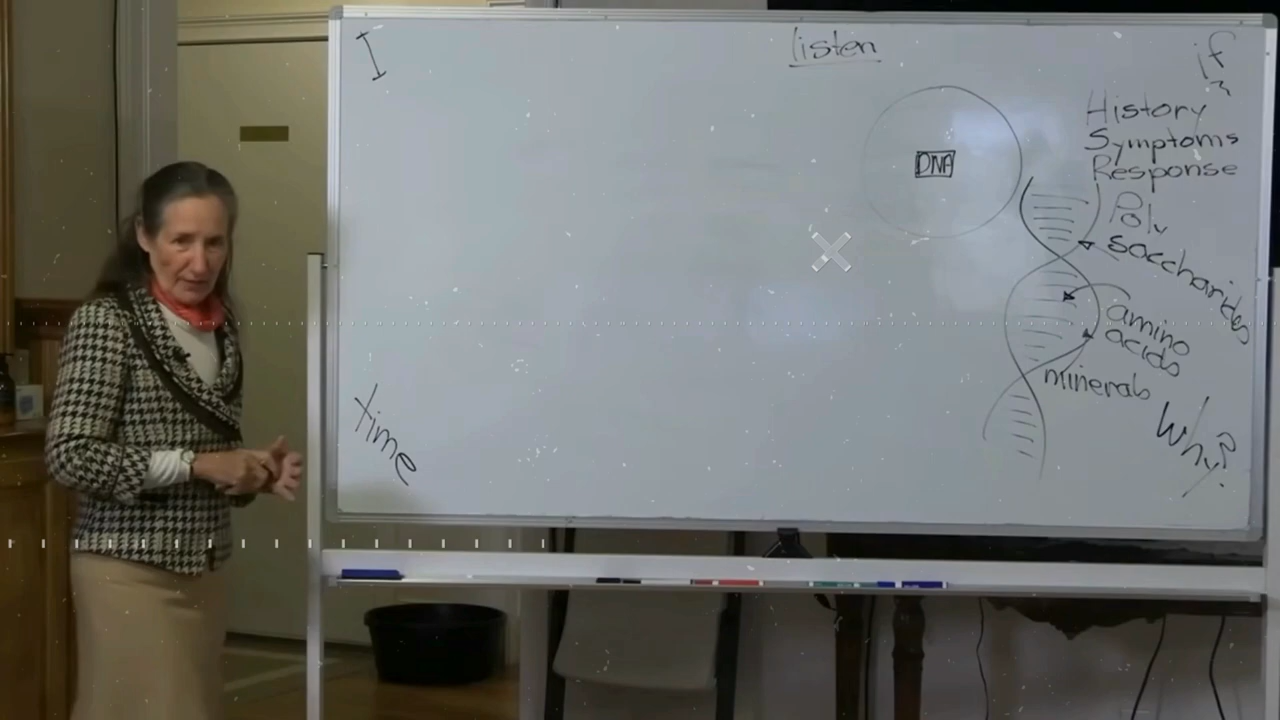 I
listen
if
DNA
History
Symptoms
Response
Poly
saccharides
amino
acids
minerals
time
Why?